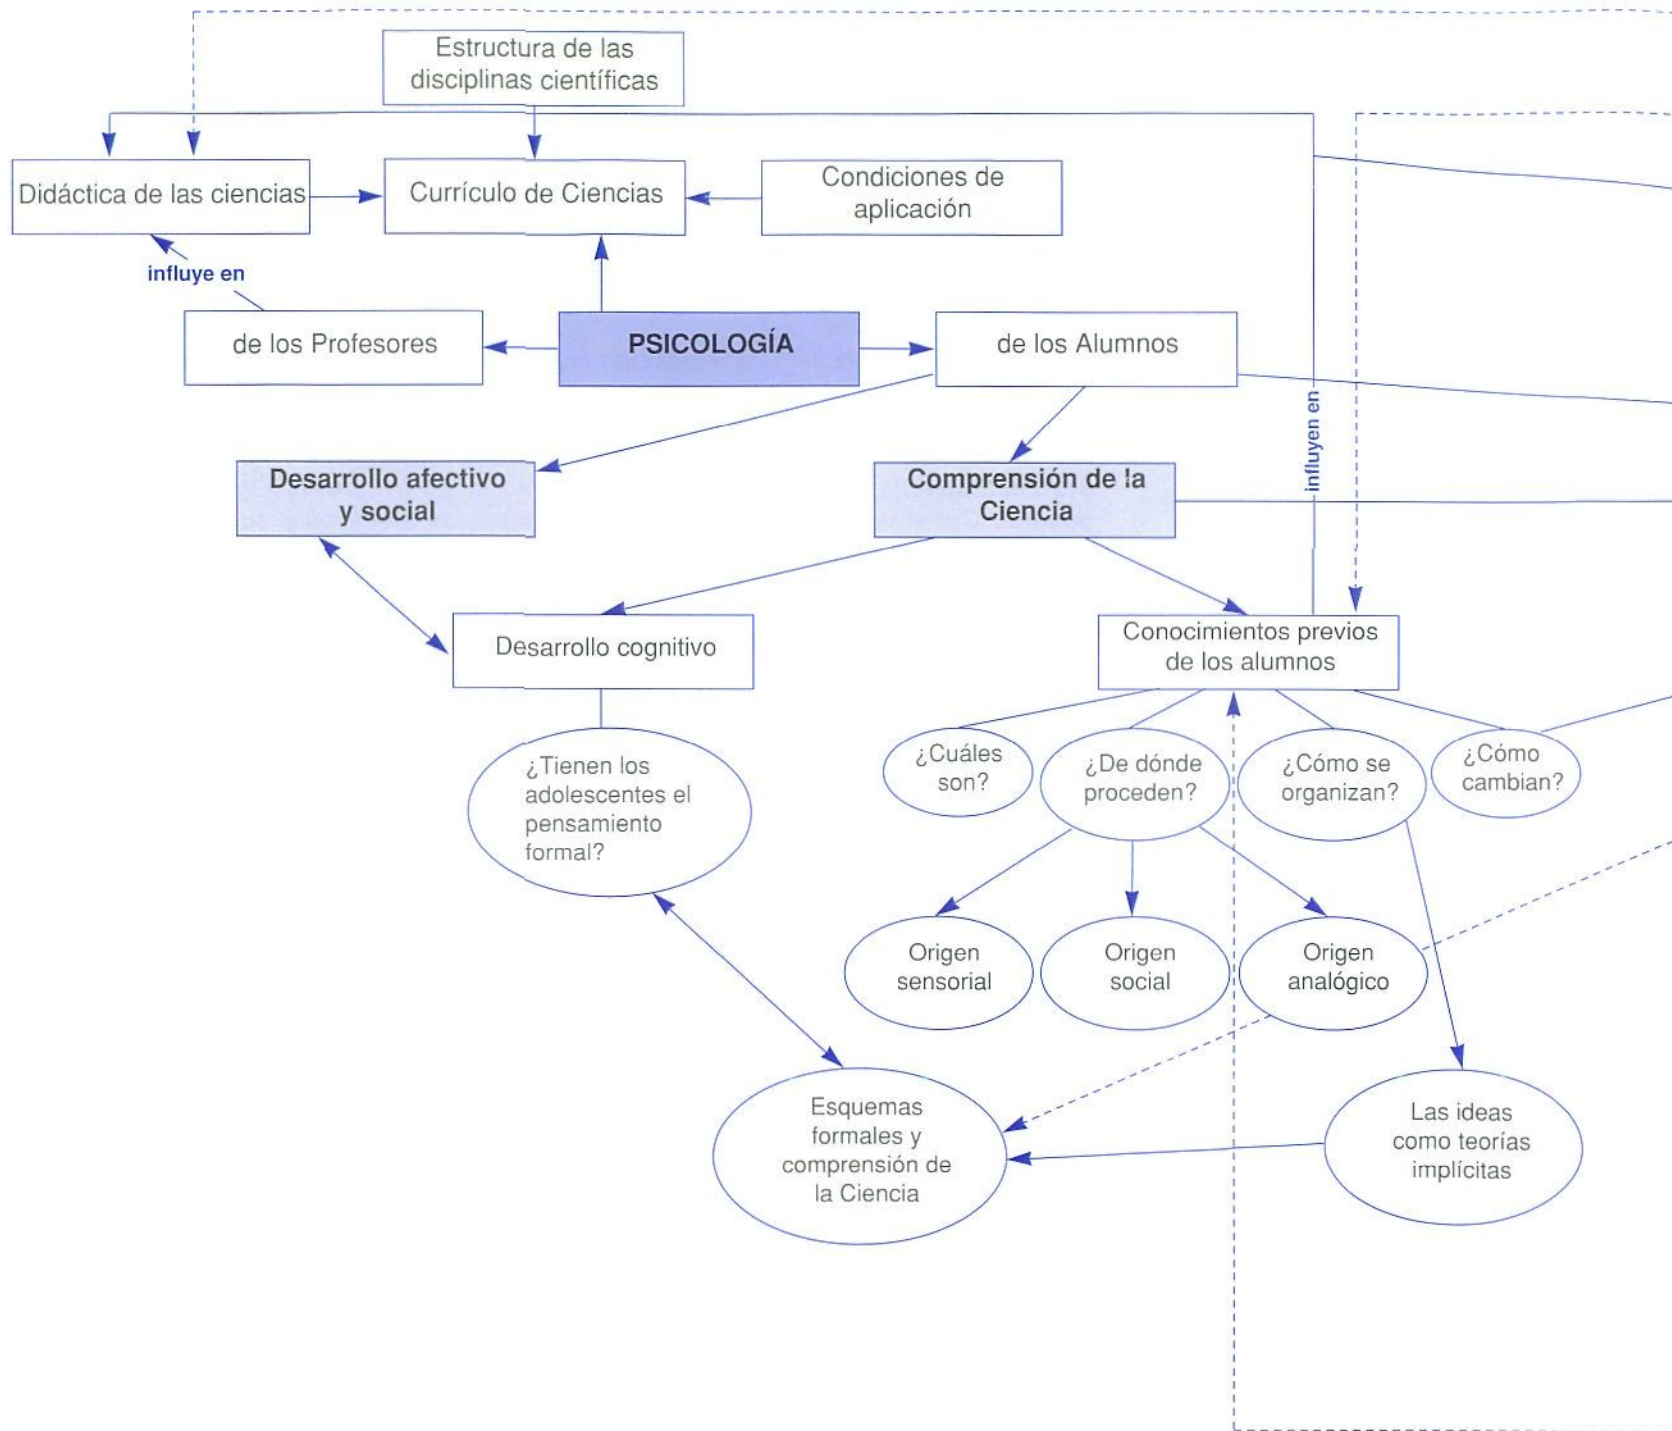 Estructura de las
disciplinas científicas
Didáctica de las ciencias
Currículo de Ciencias
Condiciones de
aplicación
influye en
de los Profesores
PSICOLOGÍA
de los Alumnos
influyen en
Desarrollo afectivo
y social
Comprensión de la
Ciencia
Desarrollo cognitivo
Conocimientos previos
de los alumnos
¿Tienen los
adolescentes el
pensamiento
formal?
¿Cuáles
son?
¿De dónde
proceden?
¿Cómo se
organizan?
¿Cómo
cambian?
Origen
sensorial
Origen
social
Origen
analógico
Esquemas
formales y
comprensión de
la Ciencia
Las ideas
como teorías
implícitas